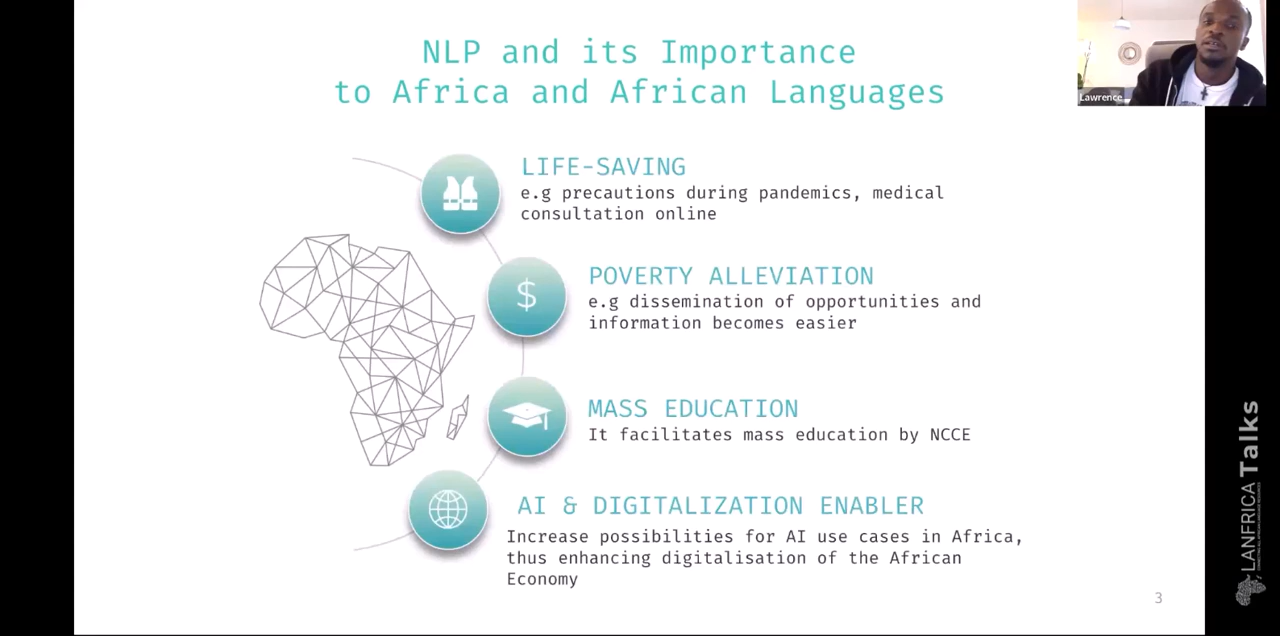 NLP and its Importance
to Africa and African Languages
Lawrence
LIFE-SAVING
e.g precautions during pandemics, medical
consultation online
$
POVERTY ALLEVIATION
e.g dissemination of opportunities and
information becomes easier
MASS EDUCATION
It facilitates mass education by NCCE
AI & DIGITALIZATION ENABLER
Increase possibilities for AI use cases in Africa,
thus enhancing digitalisation of the African
Economy
3
LANFRICA Talks